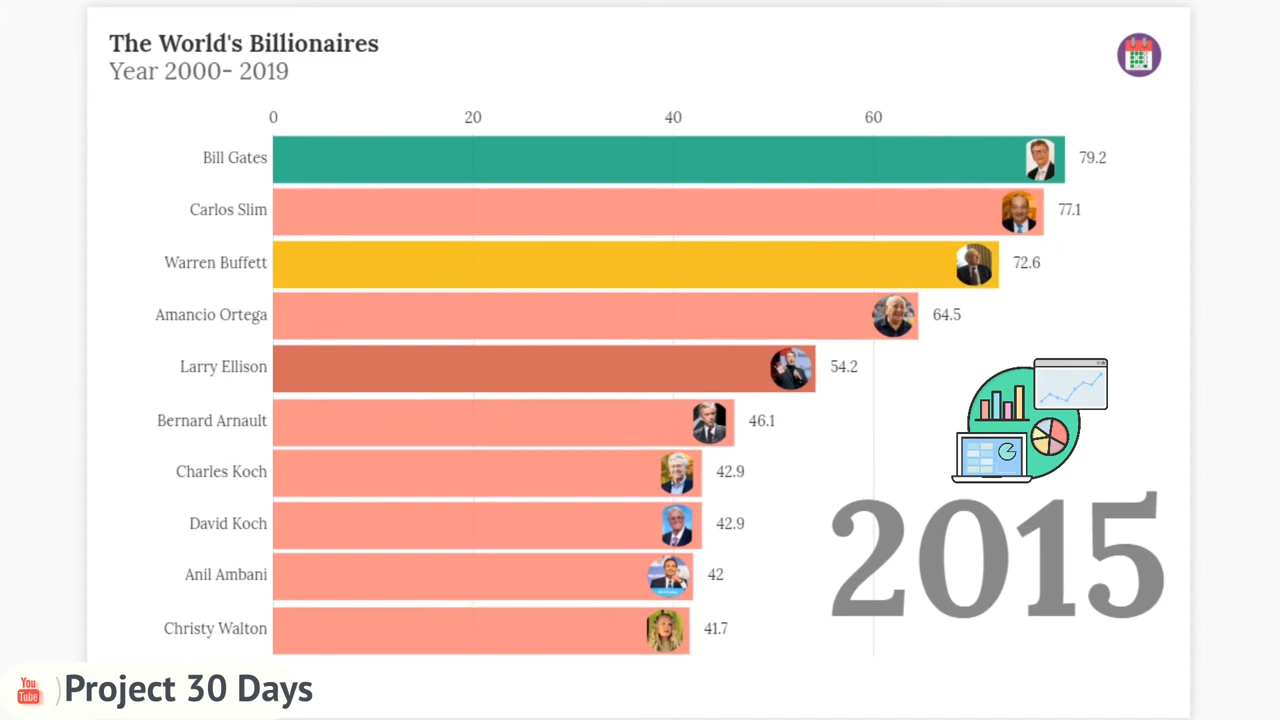 The World's Billionaires
Year 2000- 2019
0 20 40 60
Bill Gates 79.2
Carlos Slim 77.1
Warren Buffett 72.6
Amancio Ortega 64.5
Larry Ellison 54.2
Bernard Arnault 46.1
Charles Koch 42.9
David Koch 42.9
Anil Ambani 42
Christy Walton 41.7
2015
You
Tube
Project 30 Days